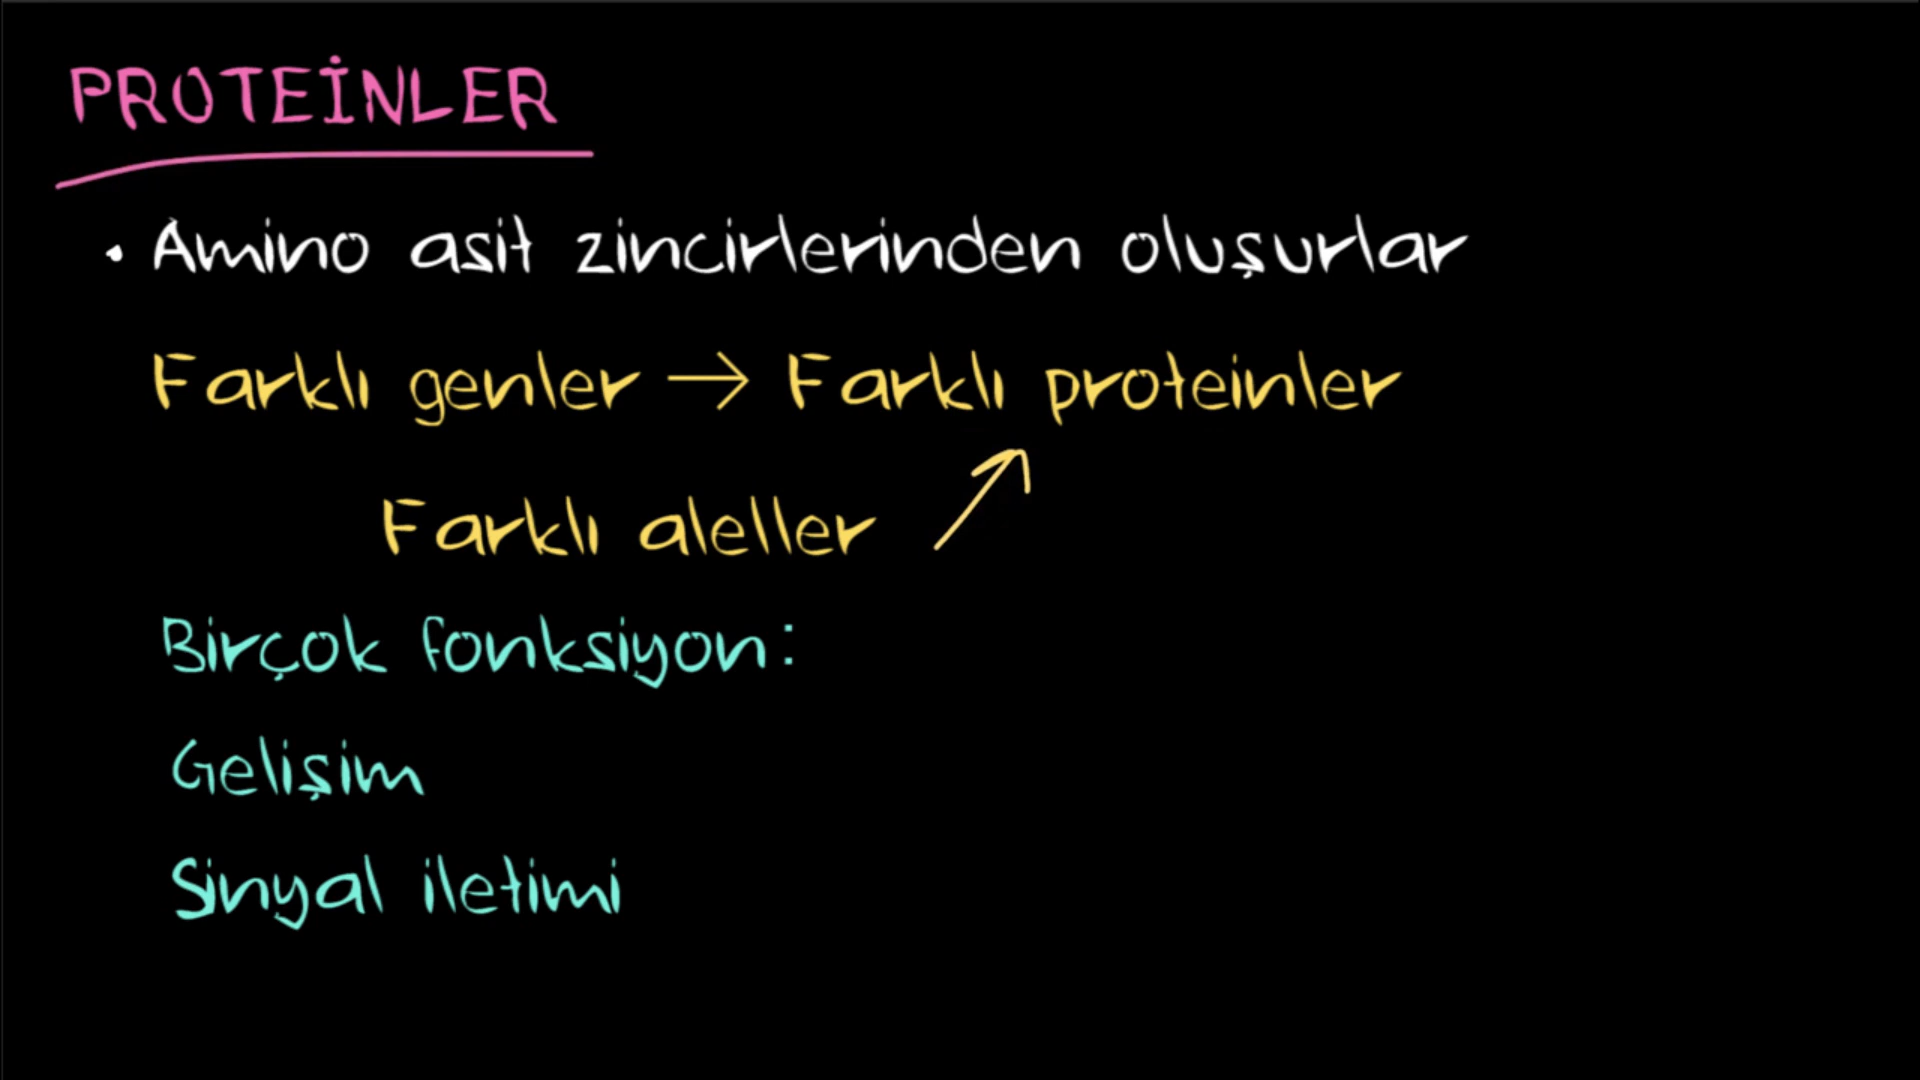 PROTEİNLER
• Amino asit zincirlerinden oluşurlar
Farklı genler → Farklı proteinler
Farklı aleller
Birçok fonksiyon:
Gelişim
Sinyal iletimi